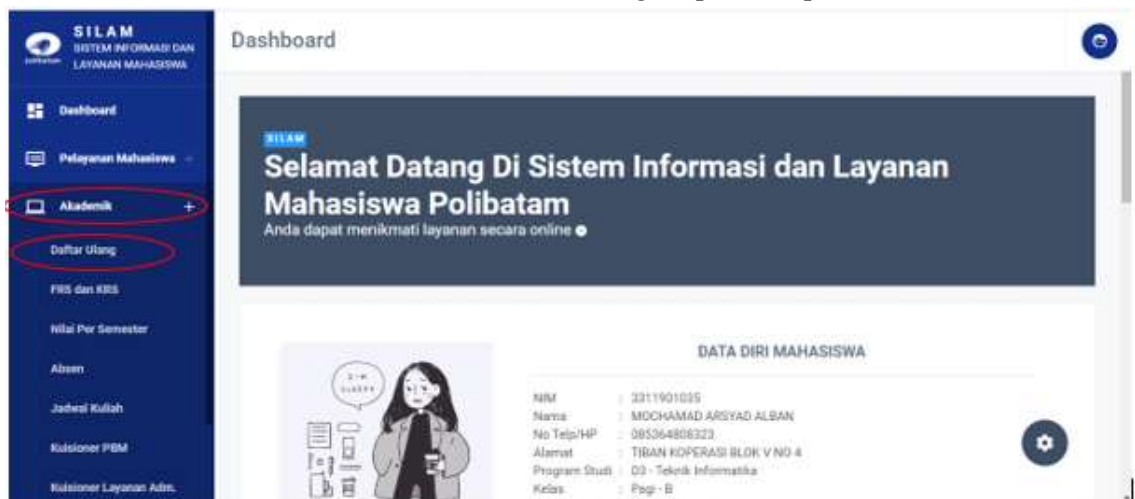 SILAM
SISTEM INFORMASI DAN
LAYANAN MAHASISWA
Dashboard
Dashboard
Pelayanan Mahasiswa
Akademik +
Daftar Ulang
FRS dan KRS
Nilai Per Semester
Absen
Jadwal Kuliah
Kuisioner PBM
Kuisioner Layanan Adm.
SILAM
Selamat Datang Di Sistem Informasi dan Layanan
Mahasiswa Polibatam
Anda dapat menikmati layanan secara online
DATA DIRI MAHASISWA
NIM : 3311901035
Nama : MOCHAMAD ARSYAD ALBAN
No Telp/HP : 085364808323
Alamat : TIBAN KOPERASI BLOK V NO 4
Program Studi : D3 - Teknik Informatika
Kelas : Pagi - B
I'M